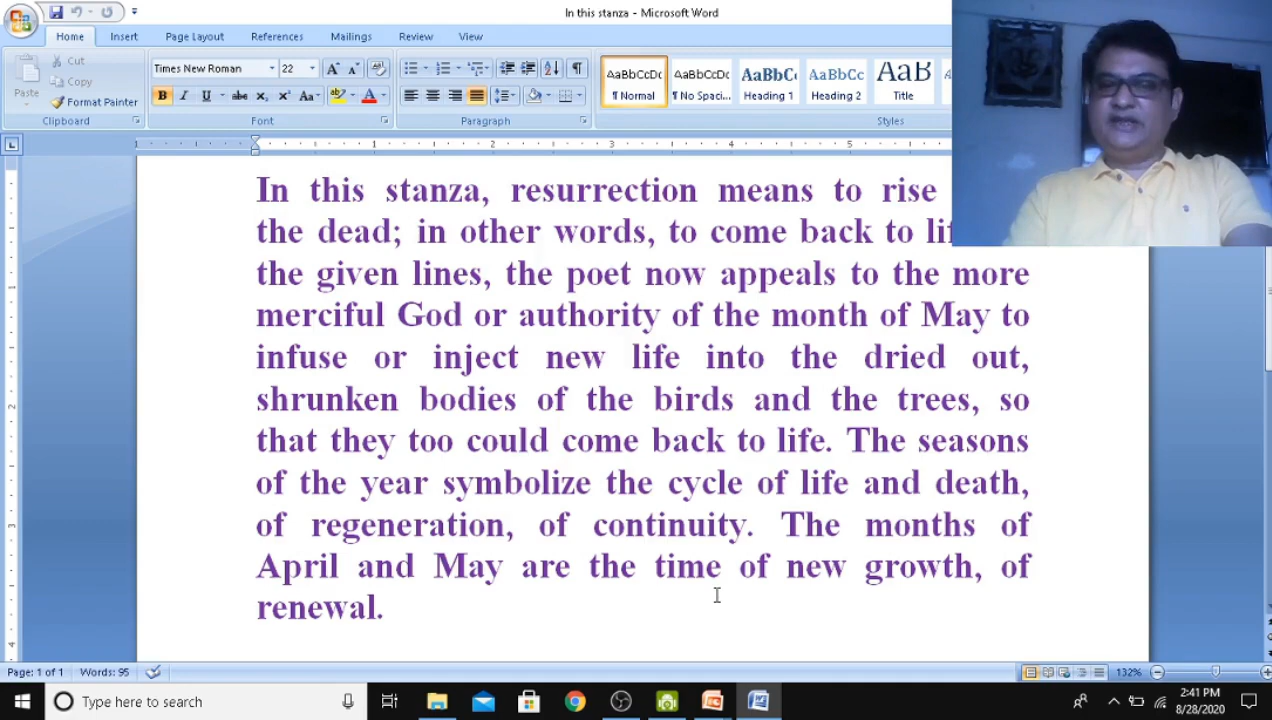 In this stanza - Microsoft Word
Home Insert Page Layout References Mailings Review View
Cut
Copy
Paste
Format Painter
Clipboard
Times New Roman 22
Font
Paragraph
AaBbCcDc AaBbCcDc AaBbCc AaBbCc AaB
¶ Normal ¶ No Spaci... Heading 1 Heading 2 Title
Styles
1 2 3 4 5
In this stanza, resurrection means to rise
the dead; in other words, to come back to
the given lines, the poet now appeals to the more
merciful God or authority of the month of May to
infuse or inject new life into the dried out,
shrunken bodies of the birds and the trees, so
that they too could come back to life. The seasons
of the year symbolize the cycle of life and death,
of regeneration, of continuity. The months of
April and May are the time of new growth, of
renewal.
Page: 1 of 1 Words: 95 132%
Type here to search
2:41 PM
8/28/2020